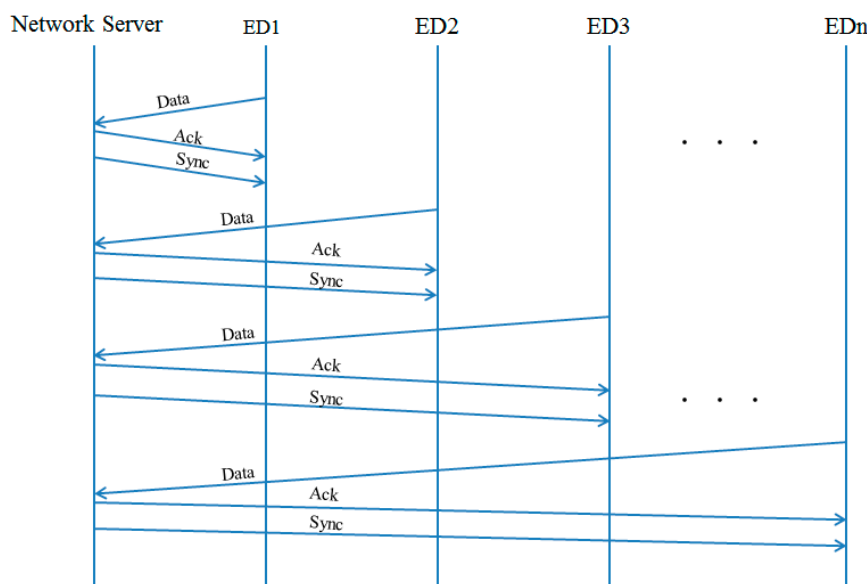 Network Server ED1 ED2 ED3 EDn
Data
Ack
. . .
Sync
Data
Ack
Sync
Data
Ack
Sync
. . .
Data
Ack
Sync